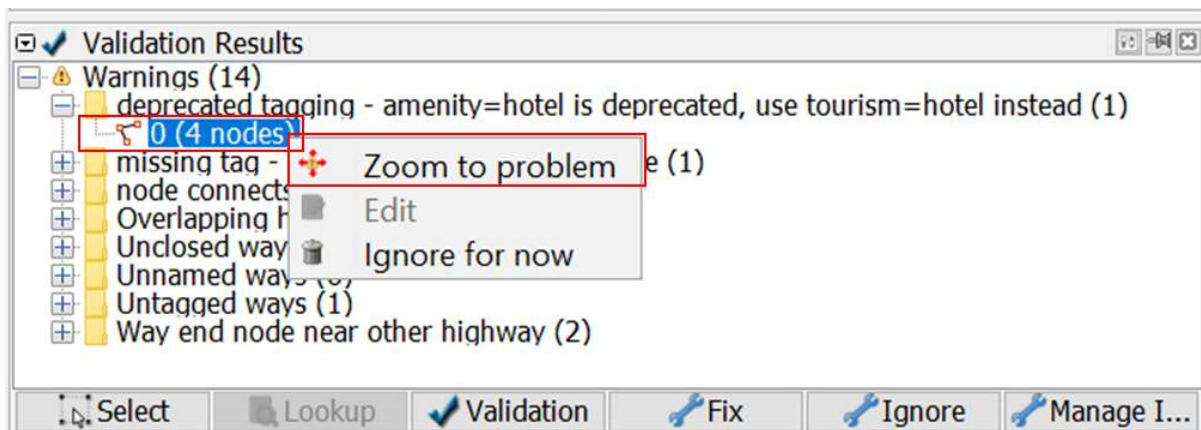 Validation Results
Warnings (14)
deprecated tagging - amenity=hotel is deprecated, use tourism=hotel instead (1)
0 (4 nodes)
missing tag - e (1)
Zoom to problem
node connects
Edit
Overlapping h
Unclosed way
Ignore for now
Unnamed ways
Untagged ways (1)
Way end node near other highway (2)
Select Lookup Validation Fix Ignore Manage I...